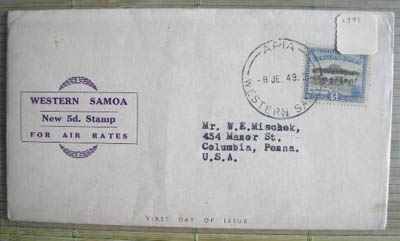 APIA
-8 JE. 49.
WESTERN SA
WESTERN SAMOA
New 5d. Stamp
FOR AIR RATES
Mr. W.E.Mischek,
454 Manor St.
Columbia, Penna.
U.S.A.
FIRST DAY OF ISSUE